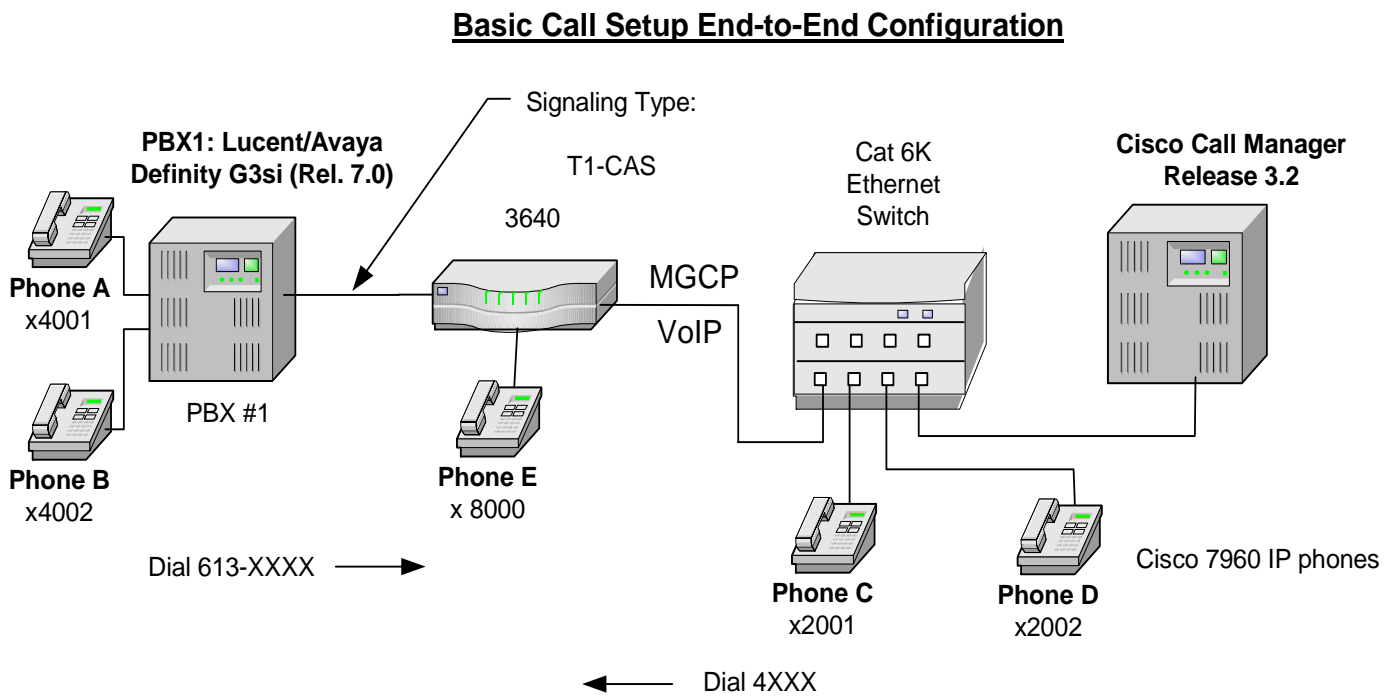 Basic Call Setup End-to-End Configuration
Signaling Type:
T1-CAS
PBX1: Lucent/Avaya
Definity G3si (Rel. 7.0)
3640
Cat 6K
Ethernet
Switch
Cisco Call Manager
Release 3.2
Phone A
x4001
MGCP
VoIP
PBX #1
Phone B
x4002
Phone E
x 8000
Dial 613-XXXX
Cisco 7960 IP phones
Phone C
x2001
Phone D
x2002
Dial 4XXX